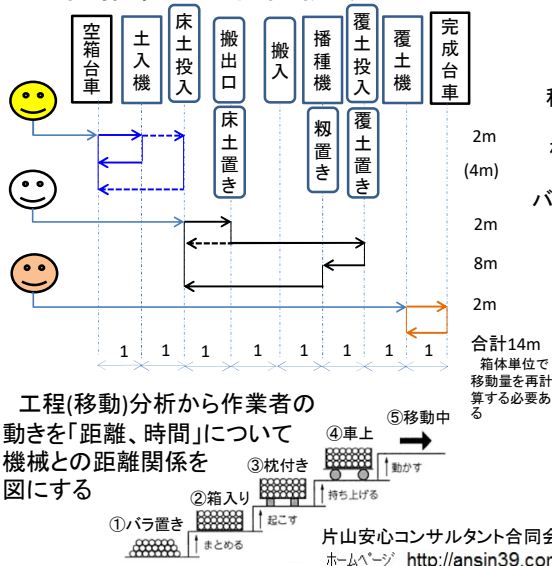 空箱台車
土入機
床土投入
搬出口
搬入
播種機
覆土投入
覆土機
完成台車
床土置き
籾置き
覆土置き
2m
(4m)
2m
8m
2m
1 1 1 1 1 1 1 1
合計14m
箱体単位で
移動量を再計
算する必要あ
る
工程(移動)分析から作業者の
動きを「距離、時間」について
機械との距離関係を
図にする
⑤移動中
④車上
動かす
③枕付き
持ち上げる
②箱入り
起こす
①バラ置き
まとめる
片山安心コンサルタント合同会
ホームページ http://ansin39.con